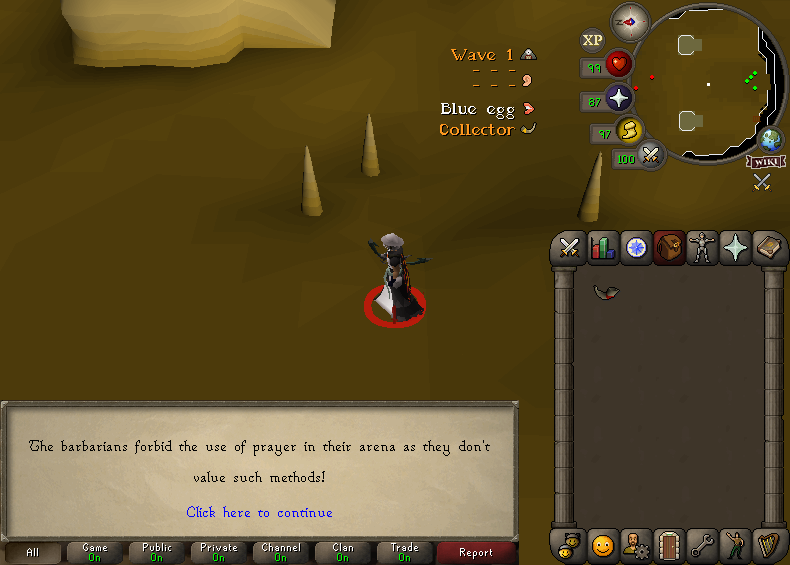 Wave 1
- - -
- - -
Blue egg
Collector
XP
99
67
97
100
WIKI
The barbarians forbid the use of prayer in their arena as they don't
value such methods!
Click here to continue
All
Game
On
Public
On
Private
On
Channel
On
Clan
On
Trade
On
Report